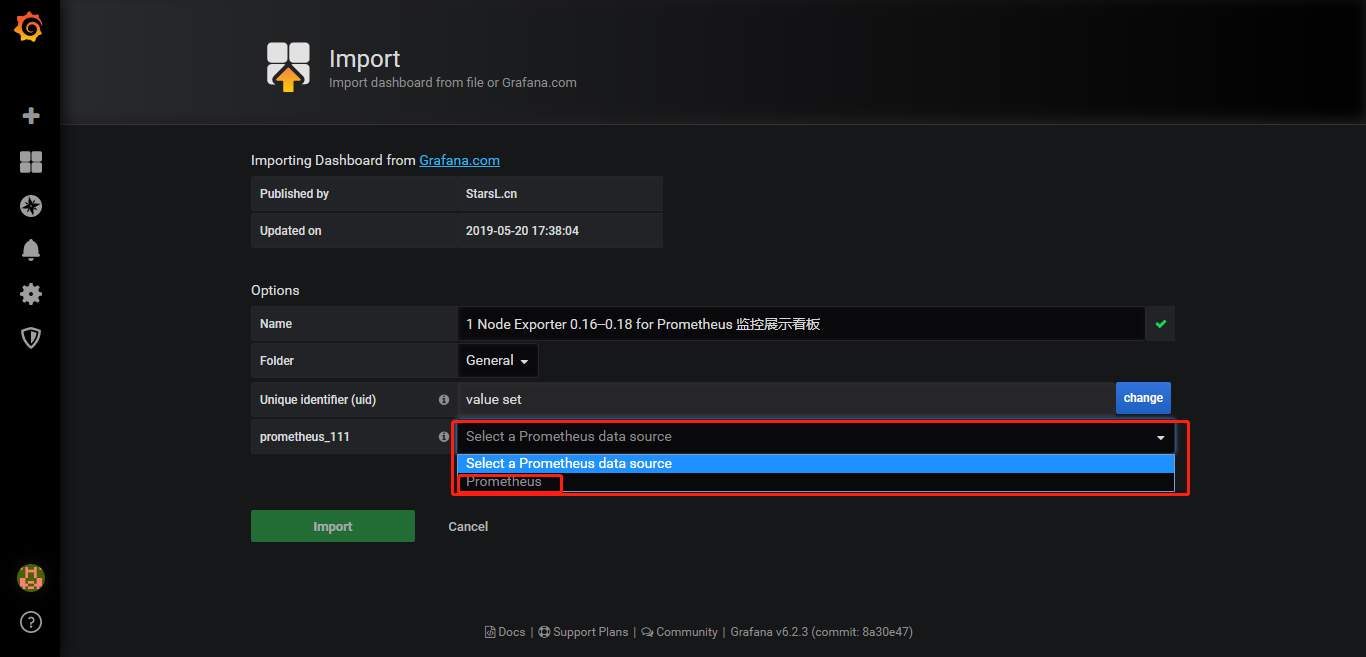 Import
Import dashboard from file or Grafana.com
Importing Dashboard from Grafana.com
Published by StarsL.cn
Updated on 2019-05-20 17:38:04
Options
Name 1 Node Exporter 0.16--0.18 for Prometheus 监控展示看板
Folder General
Unique identifier (uid) value set change
prometheus_111 Select a Prometheus data source
Select a Prometheus data source
Prometheus
Import Cancel
Docs | Support Plans | Community | Grafana v6.2.3 (commit: 8a30e47)